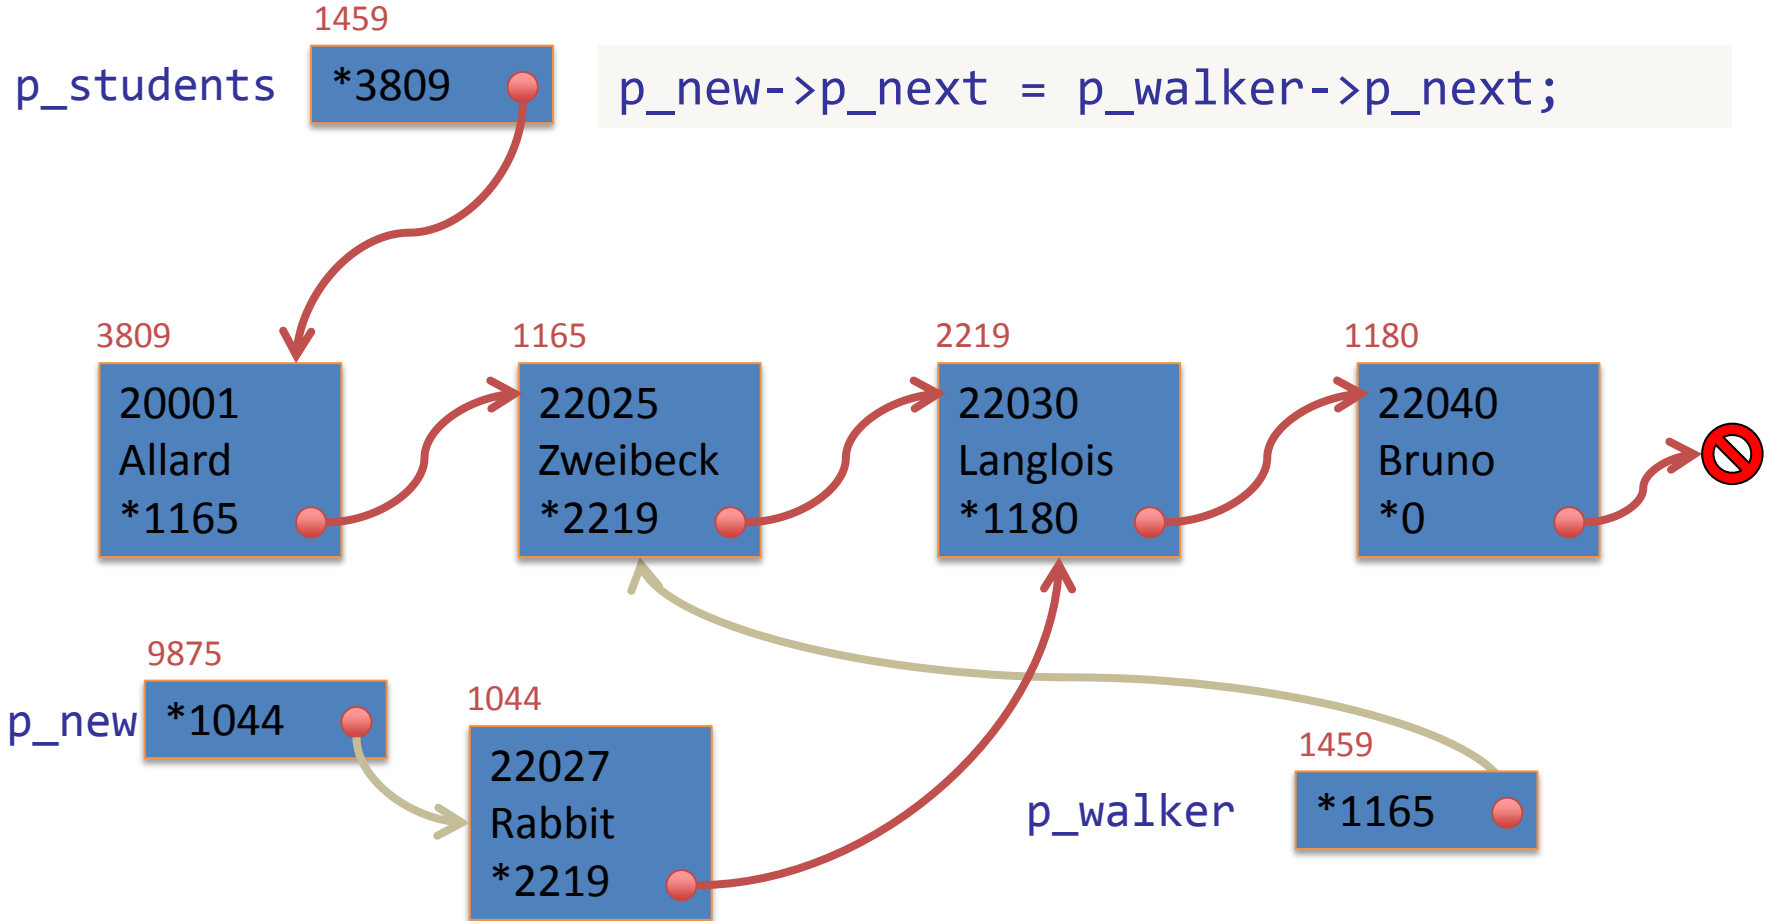 1459
p_students
*3809
p_new->p_next = p_walker->p_next;
3809
20001
Allard
*1165
1165
22025
Zweibeck
*2219
2219
22030
Langlois
*1180
1180
22040
Bruno
*0
9875
p_new
*1044
1044
22027
Rabbit
*2219
1459
p_walker
*1165